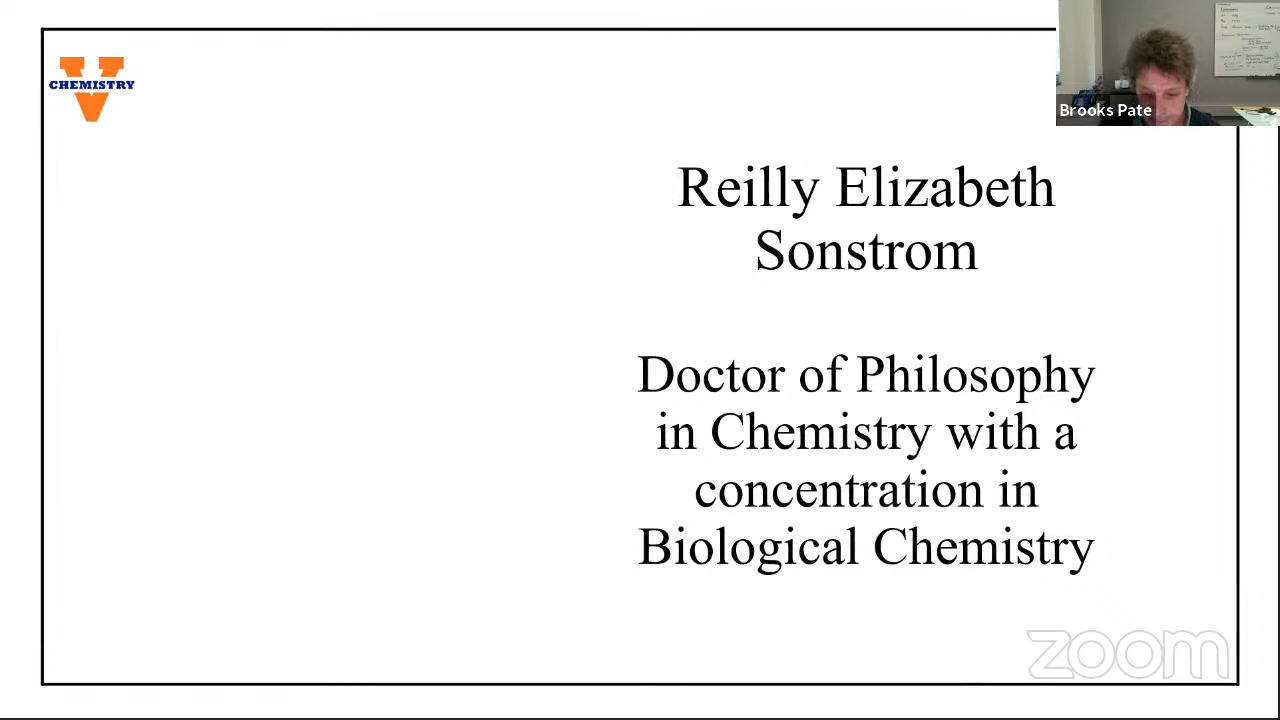 CHEMISTRY
Brooks Pate
Reilly Elizabeth
Sonstrom
Doctor of Philosophy
in Chemistry with a
concentration in
Biological Chemistry
zoom